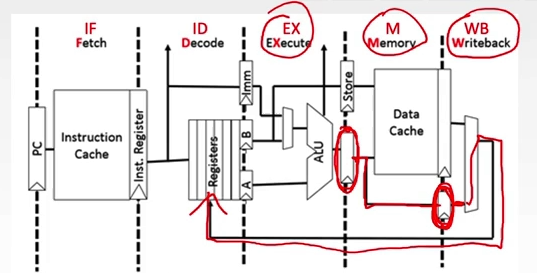 IF
Fetch
ID
Decode
EX
EXecute
M
Memory
WB
Writeback
PC
Instruction
Cache
Inst. Register
Registers
Imm
B
A
ALU
Store
Data
Cache